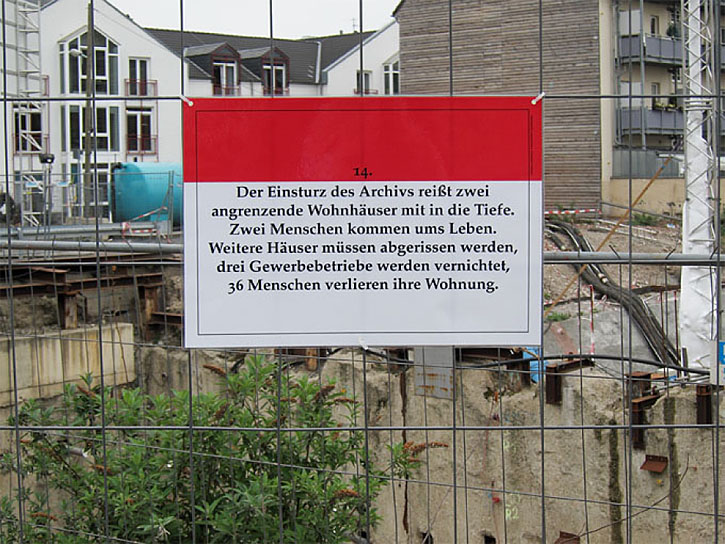 14.
Der Einsturz des Archivs reißt zwei
angrenzende Wohnhäuser mit in die Tiefe.
Zwei Menschen kommen ums Leben.
Weitere Häuser müssen abgerissen werden,
drei Gewerbebetriebe werden vernichtet,
36 Menschen verlieren ihre Wohnung.